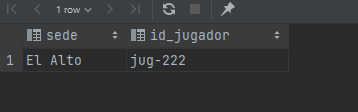 1 row
sede id_jugador
1 El Alto jug-222